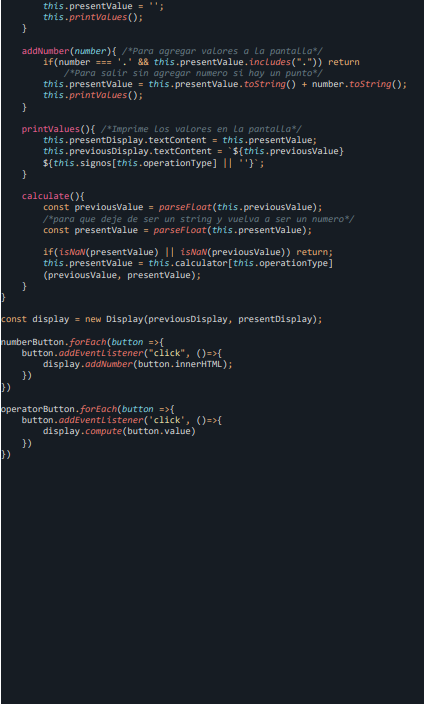 this.presentValue = '';
this.printValues();
}
addNumber(number){ /*Para agregar valores a la pantalla*/
if(number === '.' && this.presentValue.includes(".")) return
/*Para salir sin agregar numero si hay un punto*/
this.presentValue = this.presentValue.toString() + number.toString();
this.printValues();
}
printValues(){ /*Imprime los valores en la pantalla*/
this.presentDisplay.textContent = this.presentValue;
this.previousDisplay.textContent = `${this.previousValue}
${this.signos[this.operationType] || ''}`;
}
calculate(){
const previousValue = parseFloat(this.previousValue);
/*para que deje de ser un string y vuelva a ser un numero*/
const presentValue = parseFloat(this.presentValue);
if(isNaN(presentValue) || isNaN(previousValue)) return;
this.presentValue = this.calculator[this.operationType]
(previousValue, presentValue);
}
}
const display = new Display(previousDisplay, presentDisplay);
numberButton.forEach(button =>{
button.addEventListener("click", ()=>{
display.addNumber(button.innerHTML);
})
})
operatorButton.forEach(button =>{
button.addEventListener('click', ()=>{
display.compute(button.value)
})
})